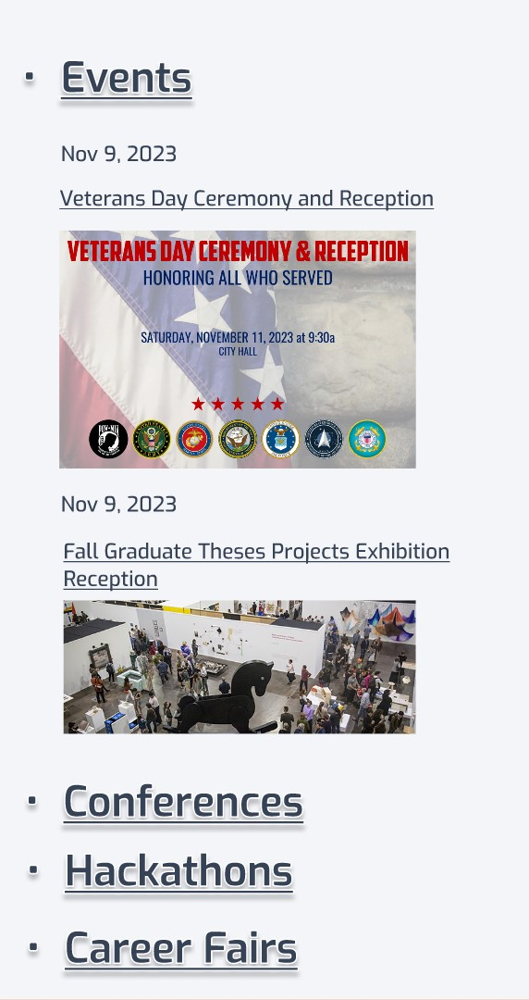 Events
Nov 9, 2023
Veterans Day Ceremony and Reception
VETERANS DAY CEREMONY & RECEPTION
HONORING ALL WHO SERVED
SATURDAY, NOVEMBER 11, 2023 at 9:30a
CITY HALL
POW★MIA
Nov 9, 2023
Fall Graduate Theses Projects Exhibition
Reception
Conferences
Hackathons
Career Fairs